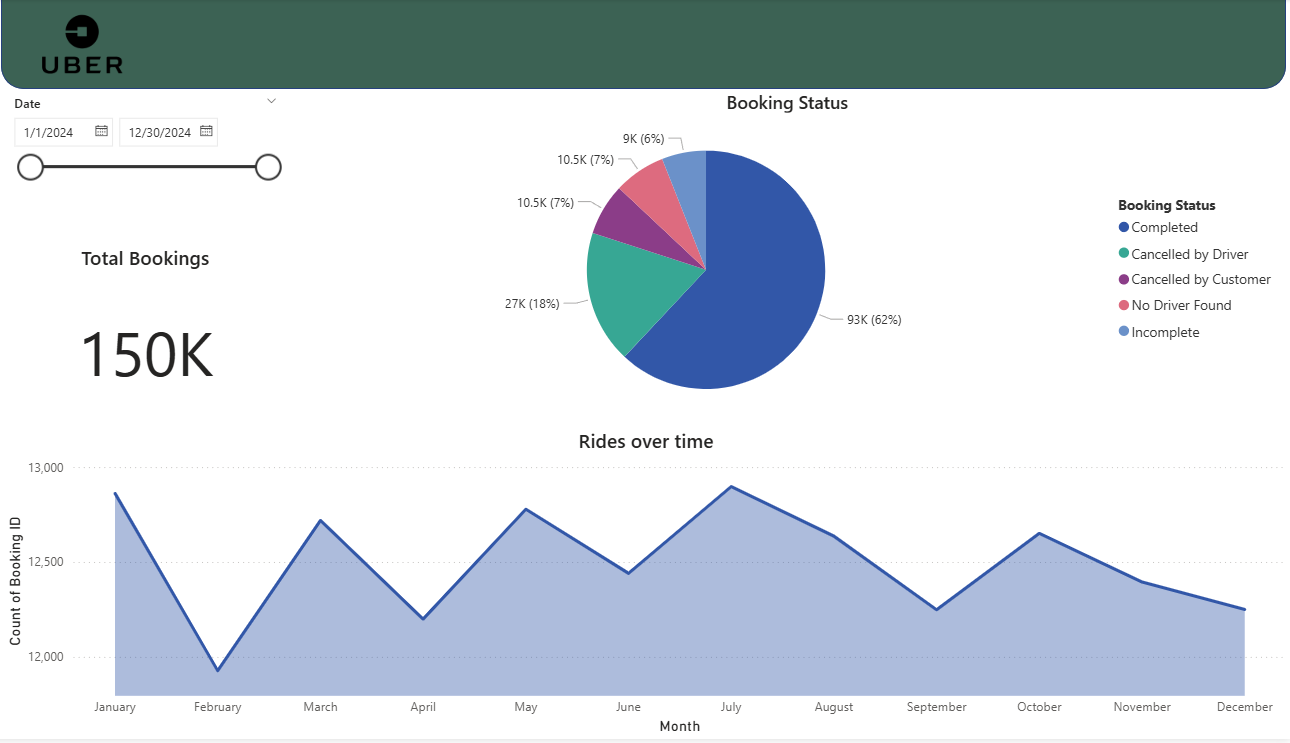 UBER
Date
1/1/2024
12/30/2024
Total Bookings
150K
Booking Status
9K (6%)
10.5K (7%)
10.5K (7%)
27K (18%)
93K (62%)
Booking Status
Completed
Cancelled by Driver
Cancelled by Customer
No Driver Found
Incomplete
Rides over time
Count of Booking ID
13,000
12,500
12,000
January February March April May June July August September October November December
Month